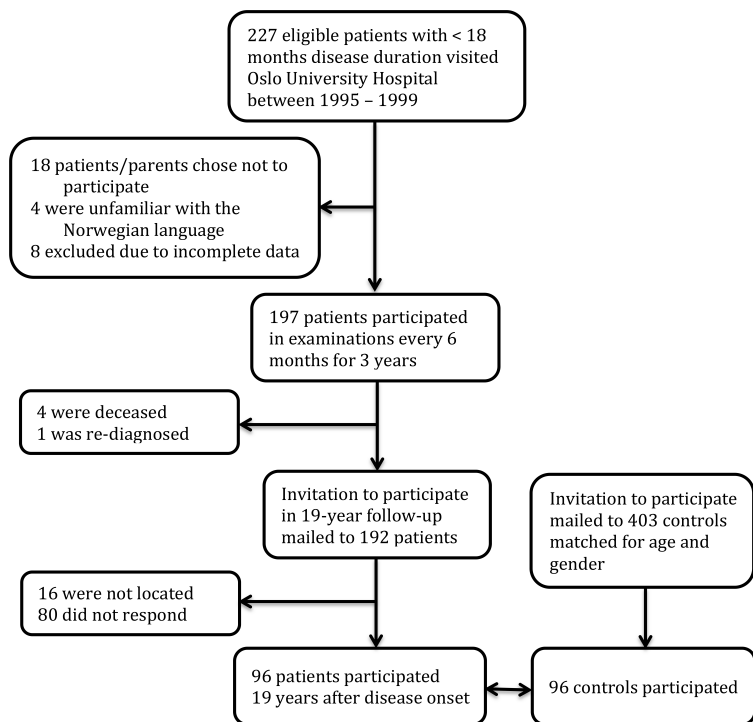 227 eligible patients with < 18
months disease duration visited
Oslo University Hospital
between 1995 – 1999
18 patients/parents chose not to
participate
4 were unfamiliar with the
Norwegian language
8 excluded due to incomplete data
197 patients participated
in examinations every 6
months for 3 years
4 were deceased
1 was re-diagnosed
Invitation to participate
in 19-year follow-up
mailed to 192 patients
Invitation to participate
mailed to 403 controls
matched for age and
gender
16 were not located
80 did not respond
96 patients participated
19 years after disease onset
96 controls participated